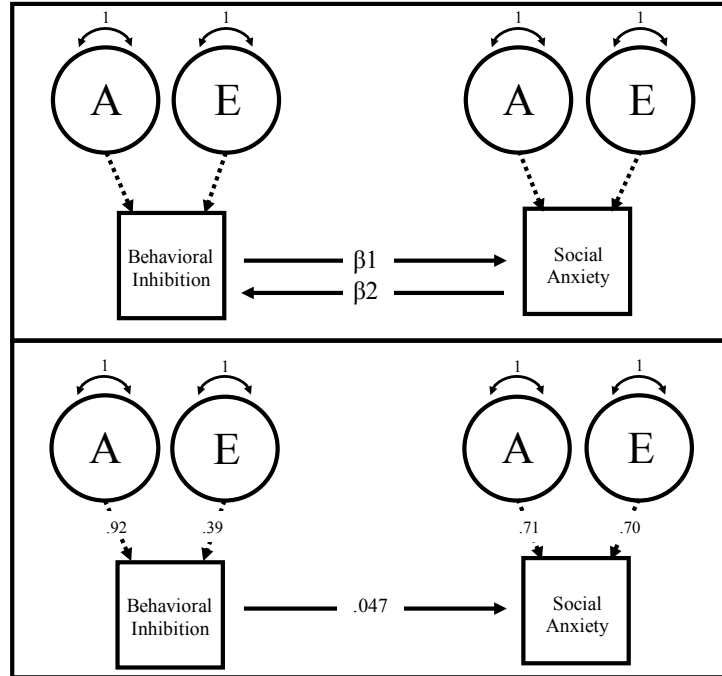 1 1 1 1
A E A E
Behavioral
Inhibition
β1
β2
Social
Anxiety
1 1 1 1
A E A E
.92 .39 .71 .70
Behavioral
Inhibition
.047
Social
Anxiety